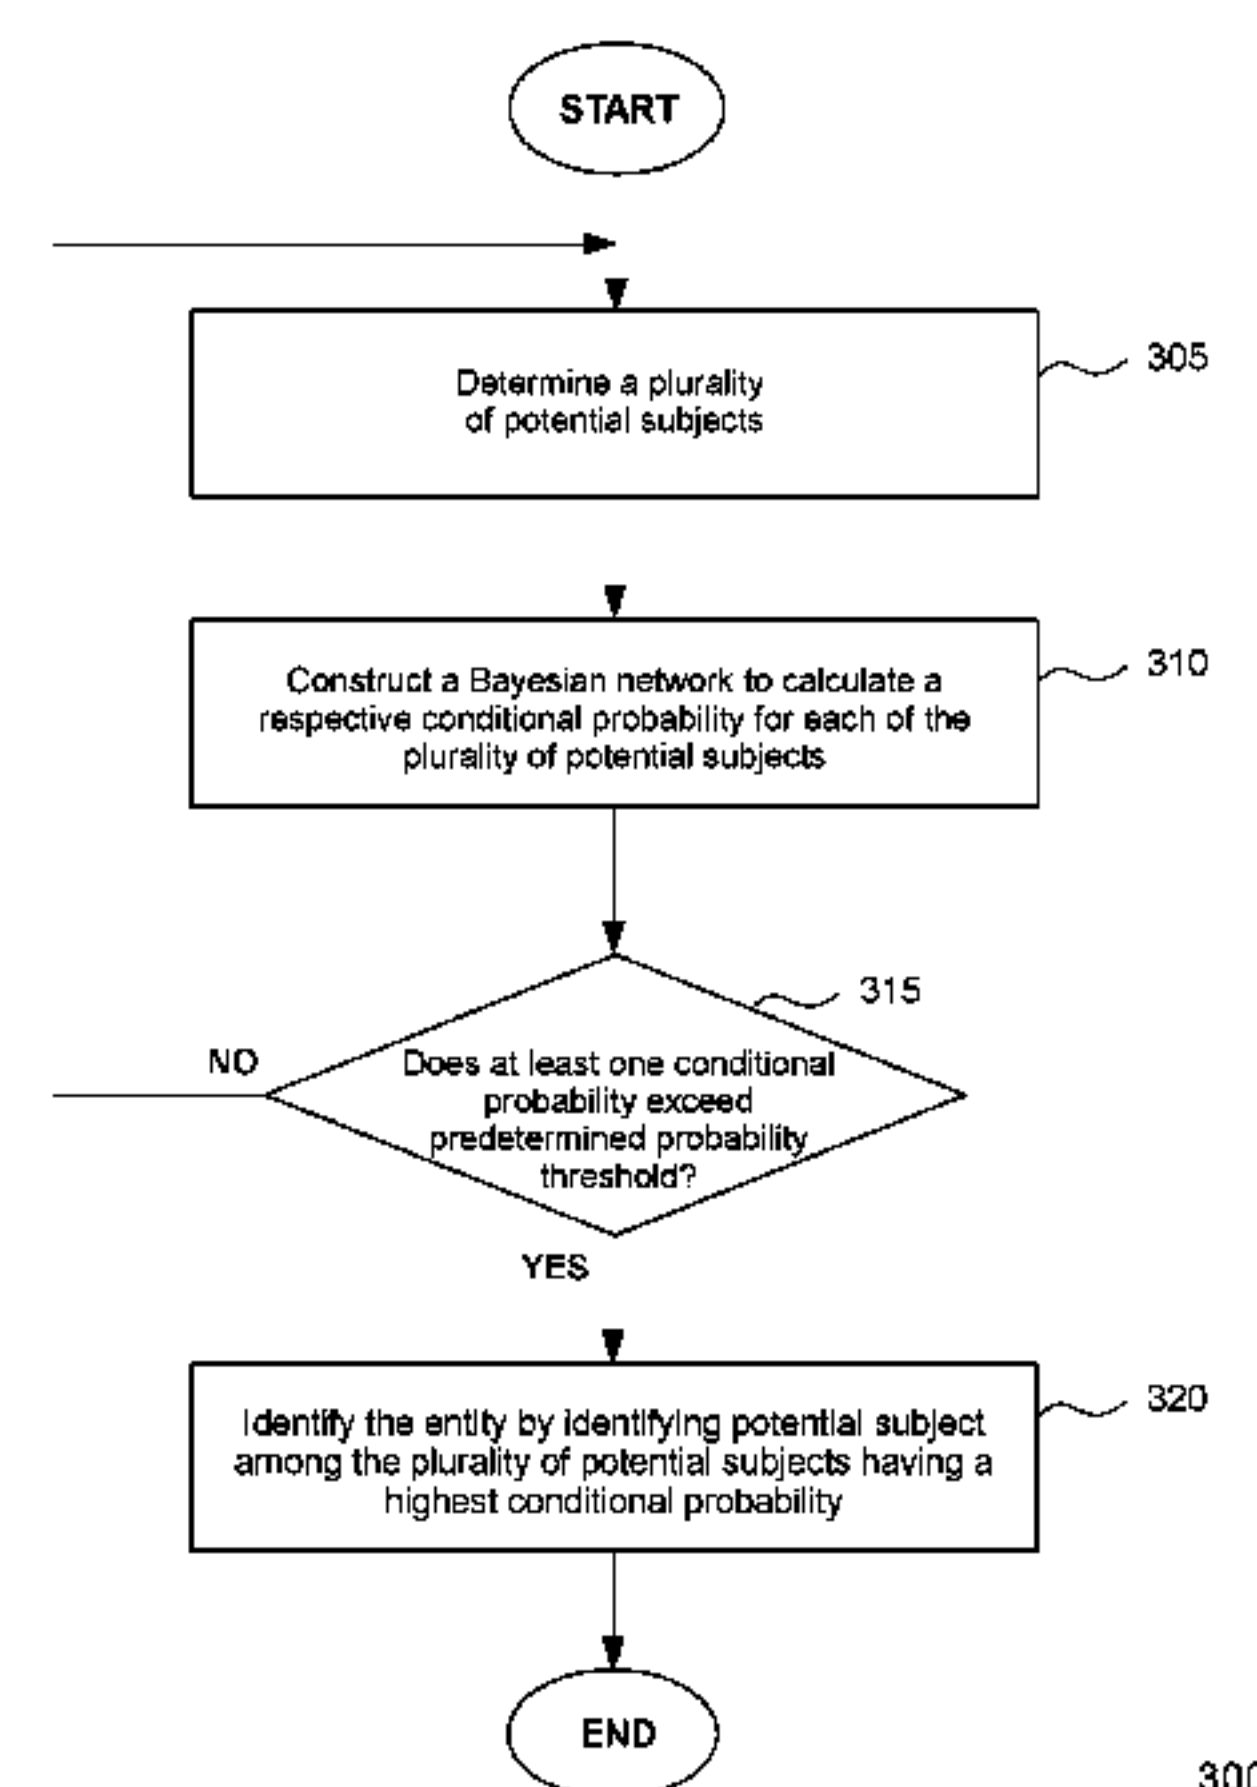 START
Determine a plurality
of potential subjects
305
Construct a Bayesian network to calculate a
respective conditional probability for each of the
plurality of potential subjects
310
315
NO
Does at least one conditional
probability exceed
predetermined probability
threshold?
YES
Identify the entity by identifying potential subject
among the plurality of potential subjects having a
highest conditional probability
320
END
300